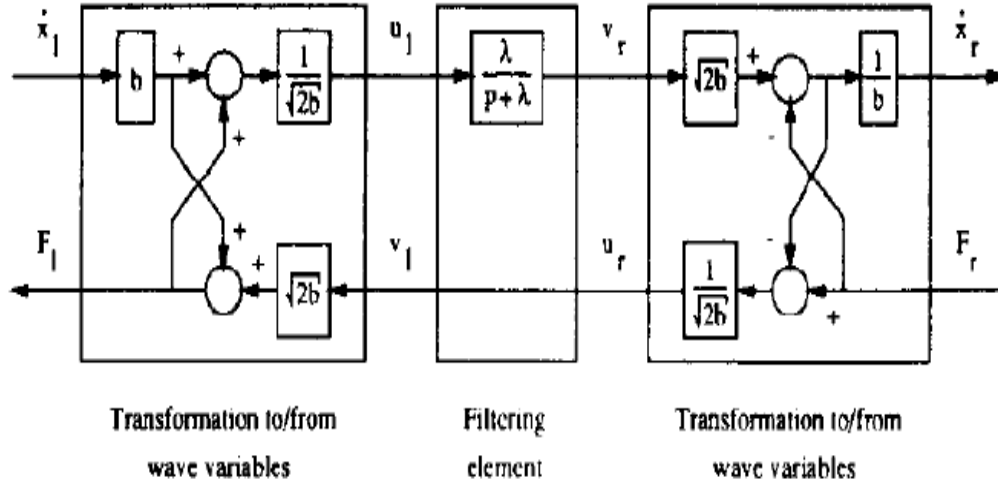 ẋ_l u_l v_r ẋ_r
b + 1/√2b λ/(p + λ) √2b + 1/b
+ -
F_l + v_l u_r - F_r
+ √2b 1/√2b +
Transformation to/from Filtering Transformation to/from
wave variables element wave variables